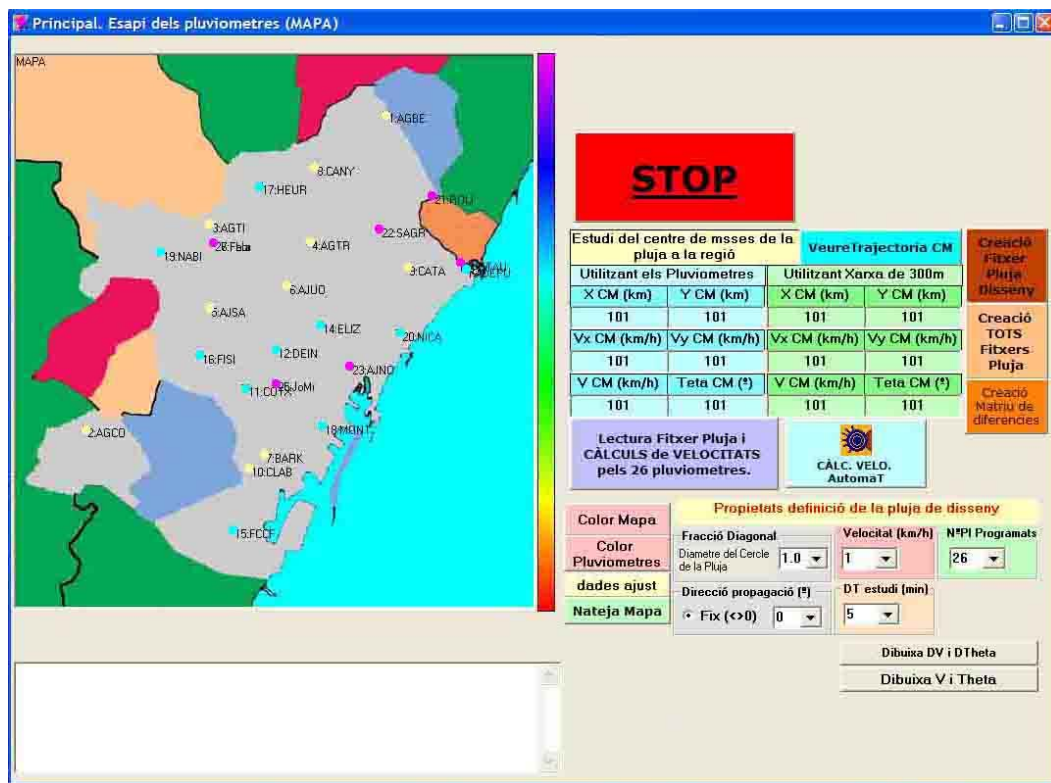 Principal. Esapi dels pluviometres (MAPA)
MAPA
1:AGBE
8:CANY
17:HEUR
3:AGTI
22:SAGR
4:AGTR
19:NABI
9:CATA
6:AJUO
5:AJSA
14:ELIZ
20:NICA
12:DEIN
16:FISI
23:AJNO
11:COTX
26:JoMi
2:AGCO
18:MONT
7:BARK
10:CLAB
15:FCCF
STOP
Estudi del centre de msses de la
pluja a la regió
VeureTrajectoria CM
Creació
Fitxer
Pluja
Disseny
Utilitzant els Pluviometres
Utilitzant Xarxa de 300m
X CM (km) Y CM (km) X CM (km) Y CM (km)
101 101 101 101
Vx CM (km/h) Vy CM (km/h) Vx CM (km/h) Vy CM (km/h)
101 101 101 101
V CM (km/h) Teta CM (º) V CM (km/h) Teta CM (º)
101 101 101 101
Creació
TOTS
Fitxers
Pluja
Creació
Matriu de
diferencies
Lectura Fitxer Pluja i
CÀLCULS de VELOCITATS
pels 26 pluviometres.
CÀLC. VELO.
AutomaT
Propietats definició de la pluja de disseny
Color Mapa
Color
Pluviometres
dades ajust
Nateja Mapa
Fracció Diagonal
Diametre del Cercle
de la Pluja
1.0
Velocitat (km/h)
1
NºPl Programats
26
Direcció propagació (º)
Fix (<>0) 0
DT estudi (min)
5
Dibuixa DV i DTheta
Dibuixa V i Theta